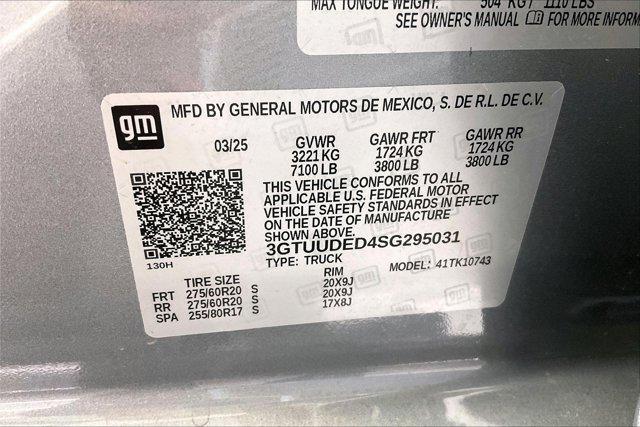 MAX TONGUE WEIGHT: 504 KG / 1110 LBS
SEE OWNER'S MANUAL FOR MORE INFORM
gm
MFD BY GENERAL MOTORS DE MEXICO, S. DE R.L. DE C.V.
03/25 GVWR GAWR FRT GAWR RR
3221 KG 1724 KG 1724 KG
7100 LB 3800 LB 3800 LB
THIS VEHICLE CONFORMS TO ALL
APPLICABLE U.S. FEDERAL MOTOR
VEHICLE SAFETY STANDARDS IN EFFECT
ON THE DATE OF MANUFACTURE
SHOWN ABOVE.
3GTUUDED4SG295031
130H TYPE: TRUCK MODEL: 41TK10743
TIRE SIZE RIM
FRT 275/60R20 S 20X9J
RR 275/60R20 S 20X9J
SPA 255/80R17 S 17X8J